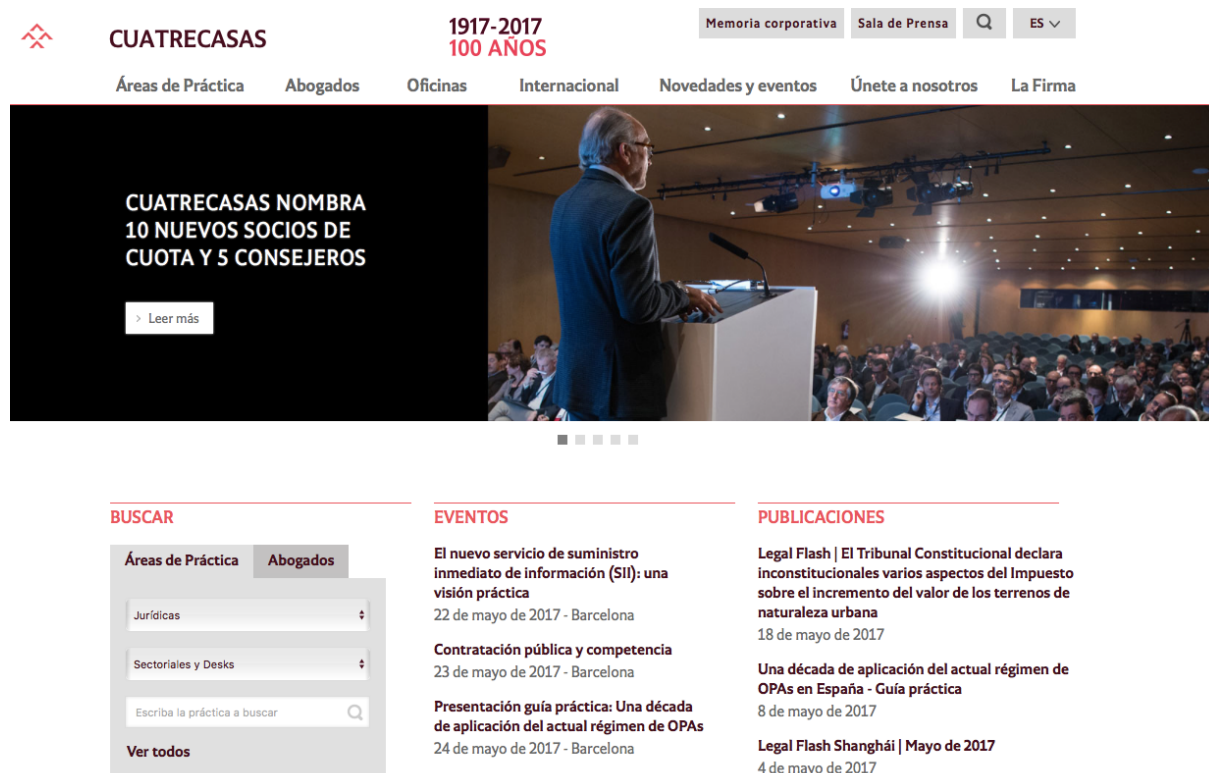 CUATRECASAS
1917-2017
100 AÑOS
Memoria corporativa
Sala de Prensa
ES
Áreas de Práctica
Abogados
Oficinas
Internacional
Novedades y eventos
Únete a nosotros
La Firma
CUATRECASAS NOMBRA
10 NUEVOS SOCIOS DE
CUOTA Y 5 CONSEJEROS
> Leer más
BUSCAR
Áreas de Práctica
Abogados
Jurídicas
Sectoriales y Desks
Escriba la práctica a buscar
Ver todos
EVENTOS
El nuevo servicio de suministro
inmediato de información (SII): una
visión práctica
22 de mayo de 2017 - Barcelona
Contratación pública y competencia
23 de mayo de 2017 - Barcelona
Presentación guía práctica: Una década
de aplicación del actual régimen de OPAs
24 de mayo de 2017 - Barcelona
PUBLICACIONES
Legal Flash | El Tribunal Constitucional declara
inconstitucionales varios aspectos del Impuesto
sobre el incremento del valor de los terrenos de
naturaleza urbana
18 de mayo de 2017
Una década de aplicación del actual régimen de
OPAs en España - Guía práctica
8 de mayo de 2017
Legal Flash Shanghái | Mayo de 2017
4 de mayo de 2017